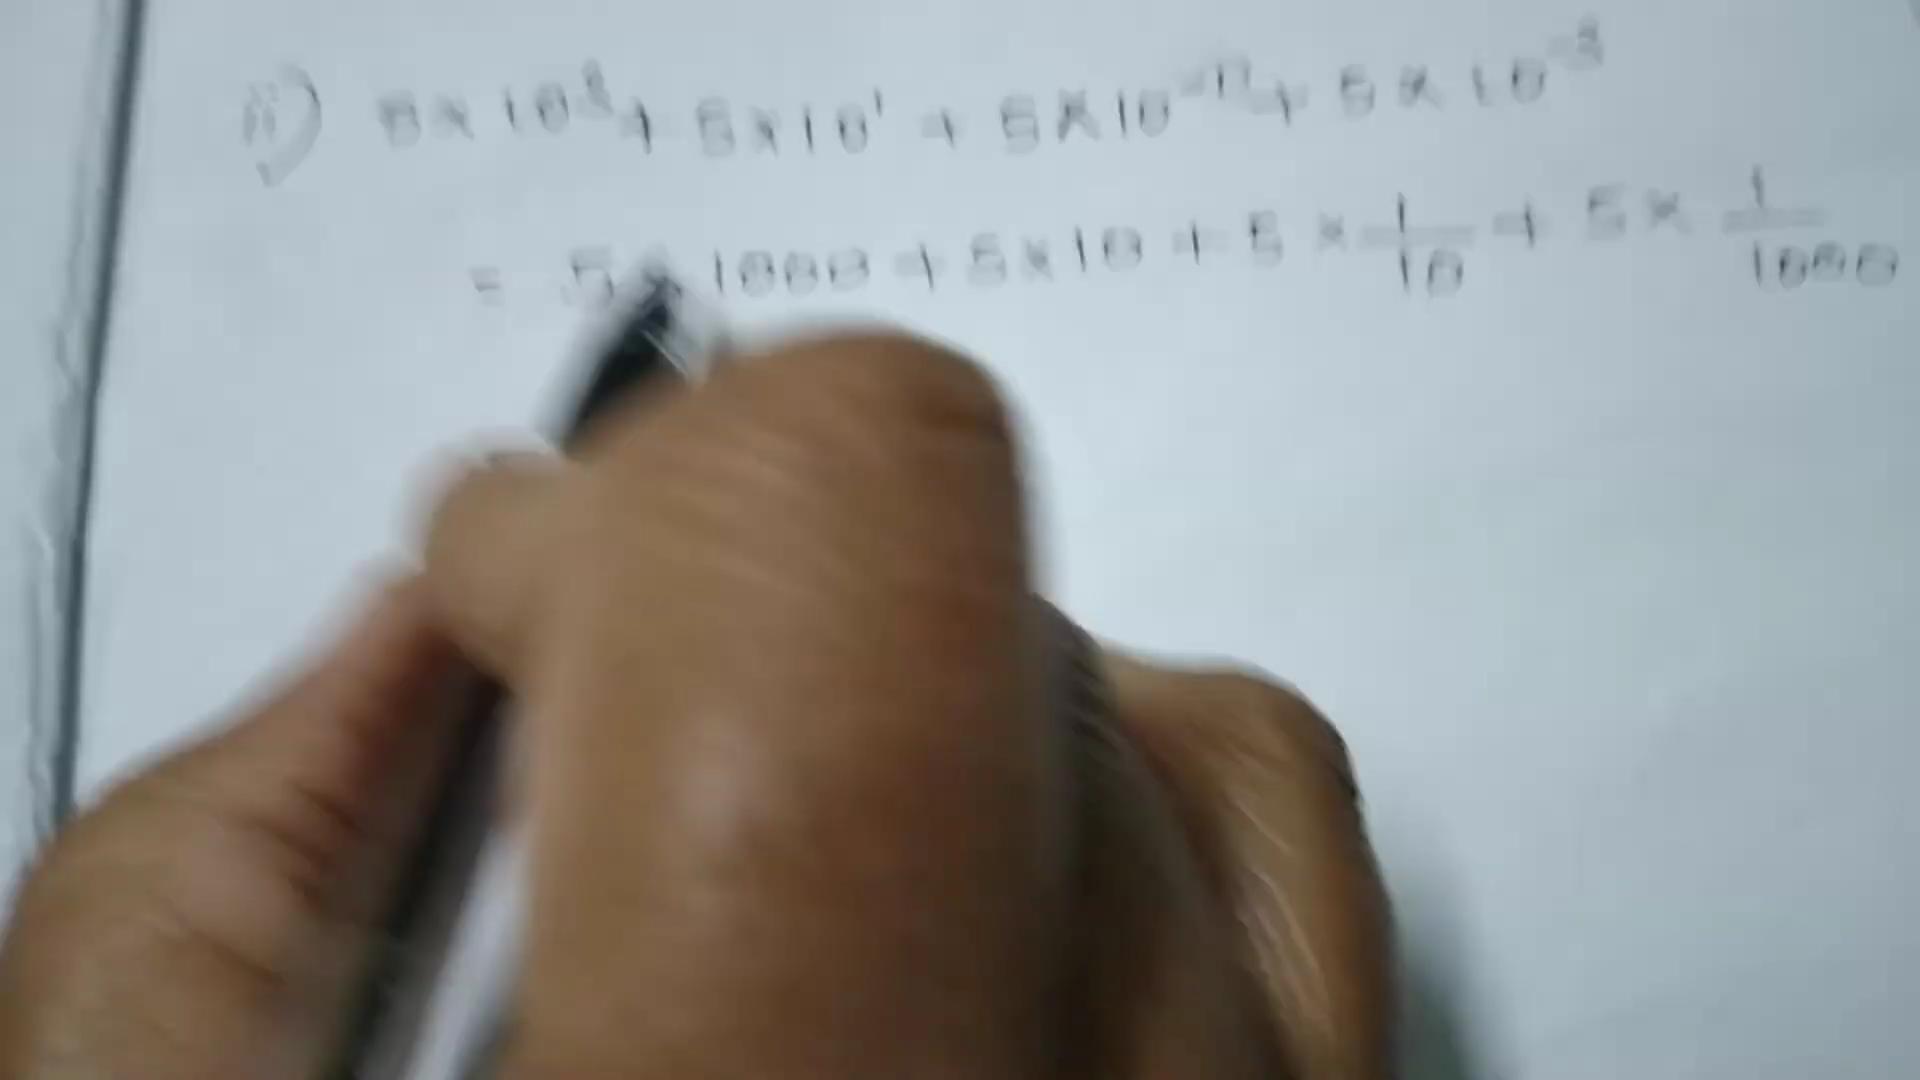 ii) 5 × 10³ + 5 × 10¹ + 5 × 10⁻¹ + 5 × 10⁻³
= 5 × 1000 + 5 × 10 + 5 × 1/10 + 5 × 1/1000